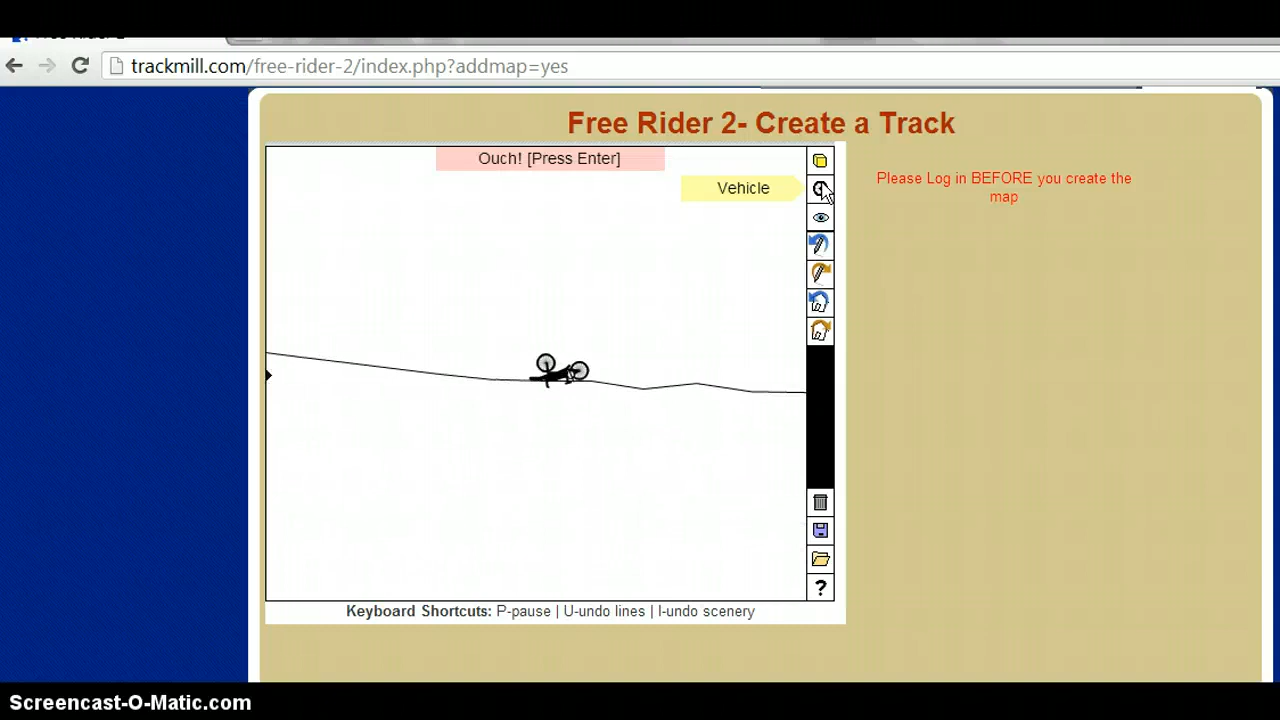 trackmill.com/free-rider-2/index.php?addmap=yes
Free Rider 2- Create a Track
Ouch! [Press Enter]
Please Log in BEFORE you create the
map
Vehicle
?
Keyboard Shortcuts: P-pause | U-undo lines | I-undo scenery
Screencast-O-Matic.com